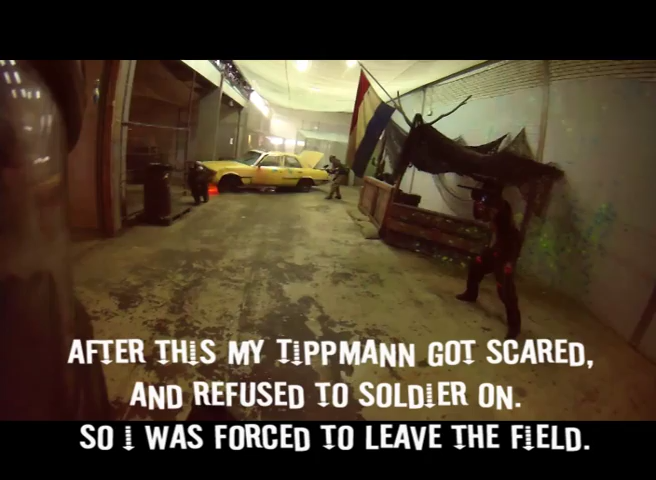 AFTER THIS MY TIPPMANN GOT SCARED,
AND REFUSED TO SOLDIER ON.
SO I WAS FORCED TO LEAVE THE FIELD.